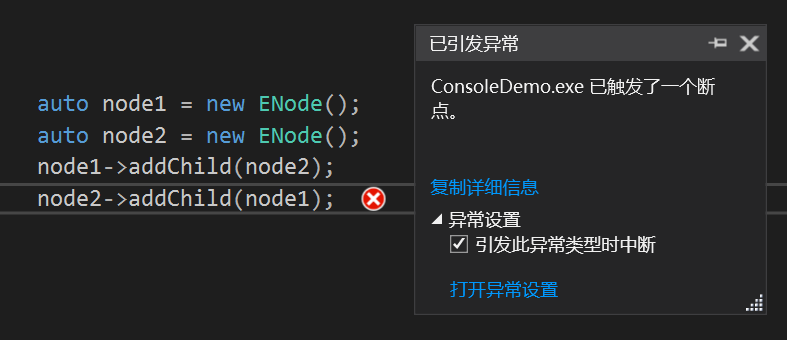 auto node1 = new ENode();
auto node2 = new ENode();
node1->addChild(node2);
node2->addChild(node1);
已引发异常
ConsoleDemo.exe 已触发了一个断
点。
复制详细信息
异常设置
引发此异常类型时中断
打开异常设置